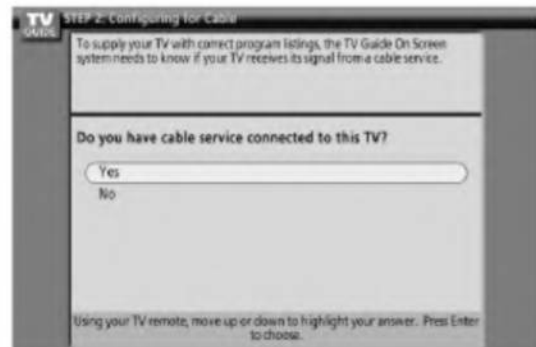 TV
GUIDE
STEP 2: Configuring for Cable
To supply your TV with correct program listings, the TV Guide On Screen
system needs to know if your TV receives its signal from a cable service.
Do you have cable service connected to this TV?
Yes
No
Using your TV remote, move up or down to highlight your answer. Press Enter
to choose.